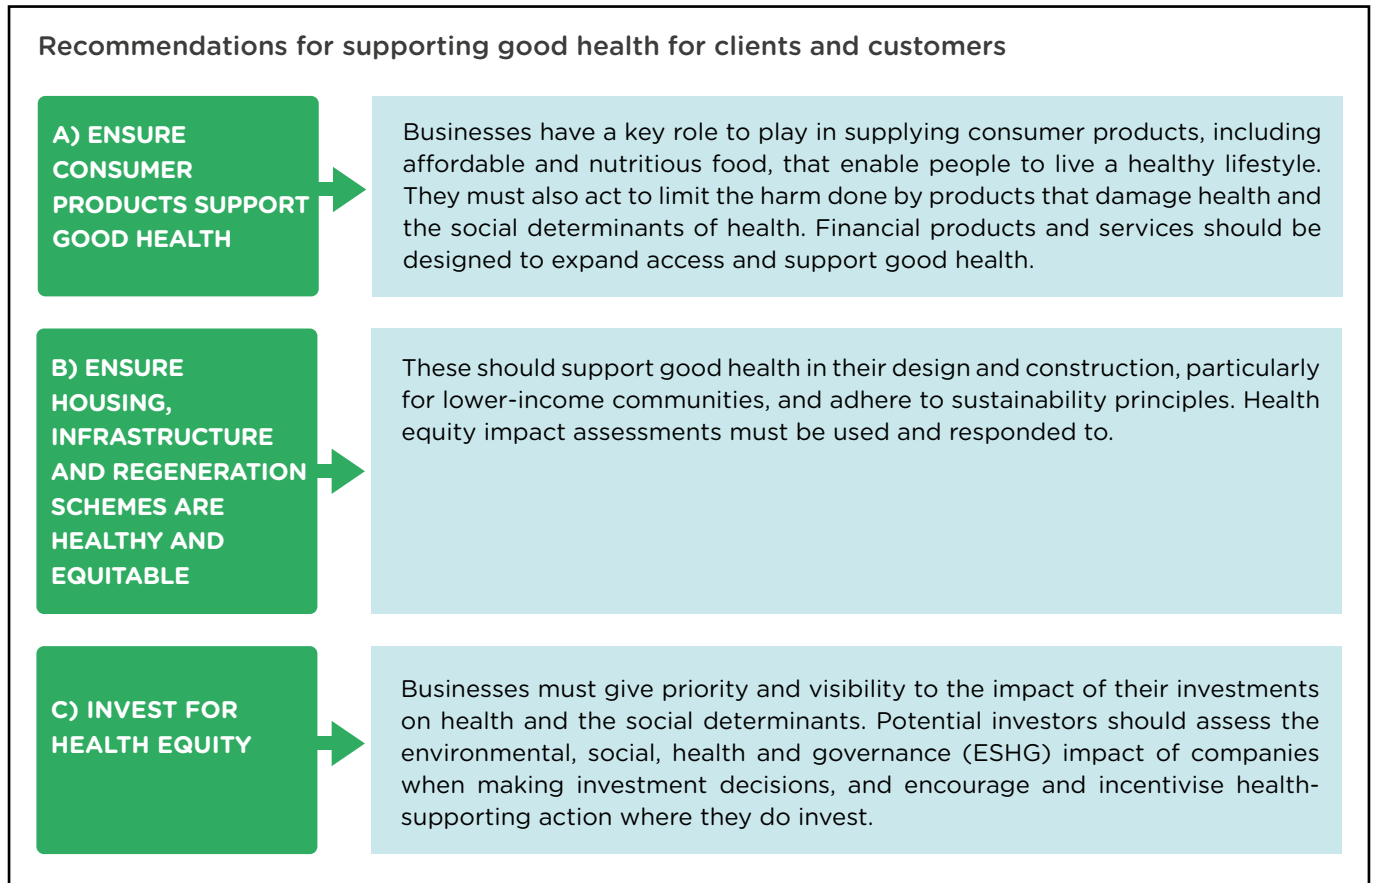 Recommendations for supporting good health for clients and customers
A) ENSURE
CONSUMER
PRODUCTS SUPPORT
GOOD HEALTH
Businesses have a key role to play in supplying consumer products, including
affordable and nutritious food, that enable people to live a healthy lifestyle.
They must also act to limit the harm done by products that damage health and
the social determinants of health. Financial products and services should be
designed to expand access and support good health.
B) ENSURE
HOUSING,
INFRASTRUCTURE
AND REGENERATION
SCHEMES ARE
HEALTHY AND
EQUITABLE
These should support good health in their design and construction, particularly
for lower-income communities, and adhere to sustainability principles. Health
equity impact assessments must be used and responded to.
C) INVEST FOR
HEALTH EQUITY
Businesses must give priority and visibility to the impact of their investments
on health and the social determinants. Potential investors should assess the
environmental, social, health and governance (ESHG) impact of companies
when making investment decisions, and encourage and incentivise health-
supporting action where they do invest.